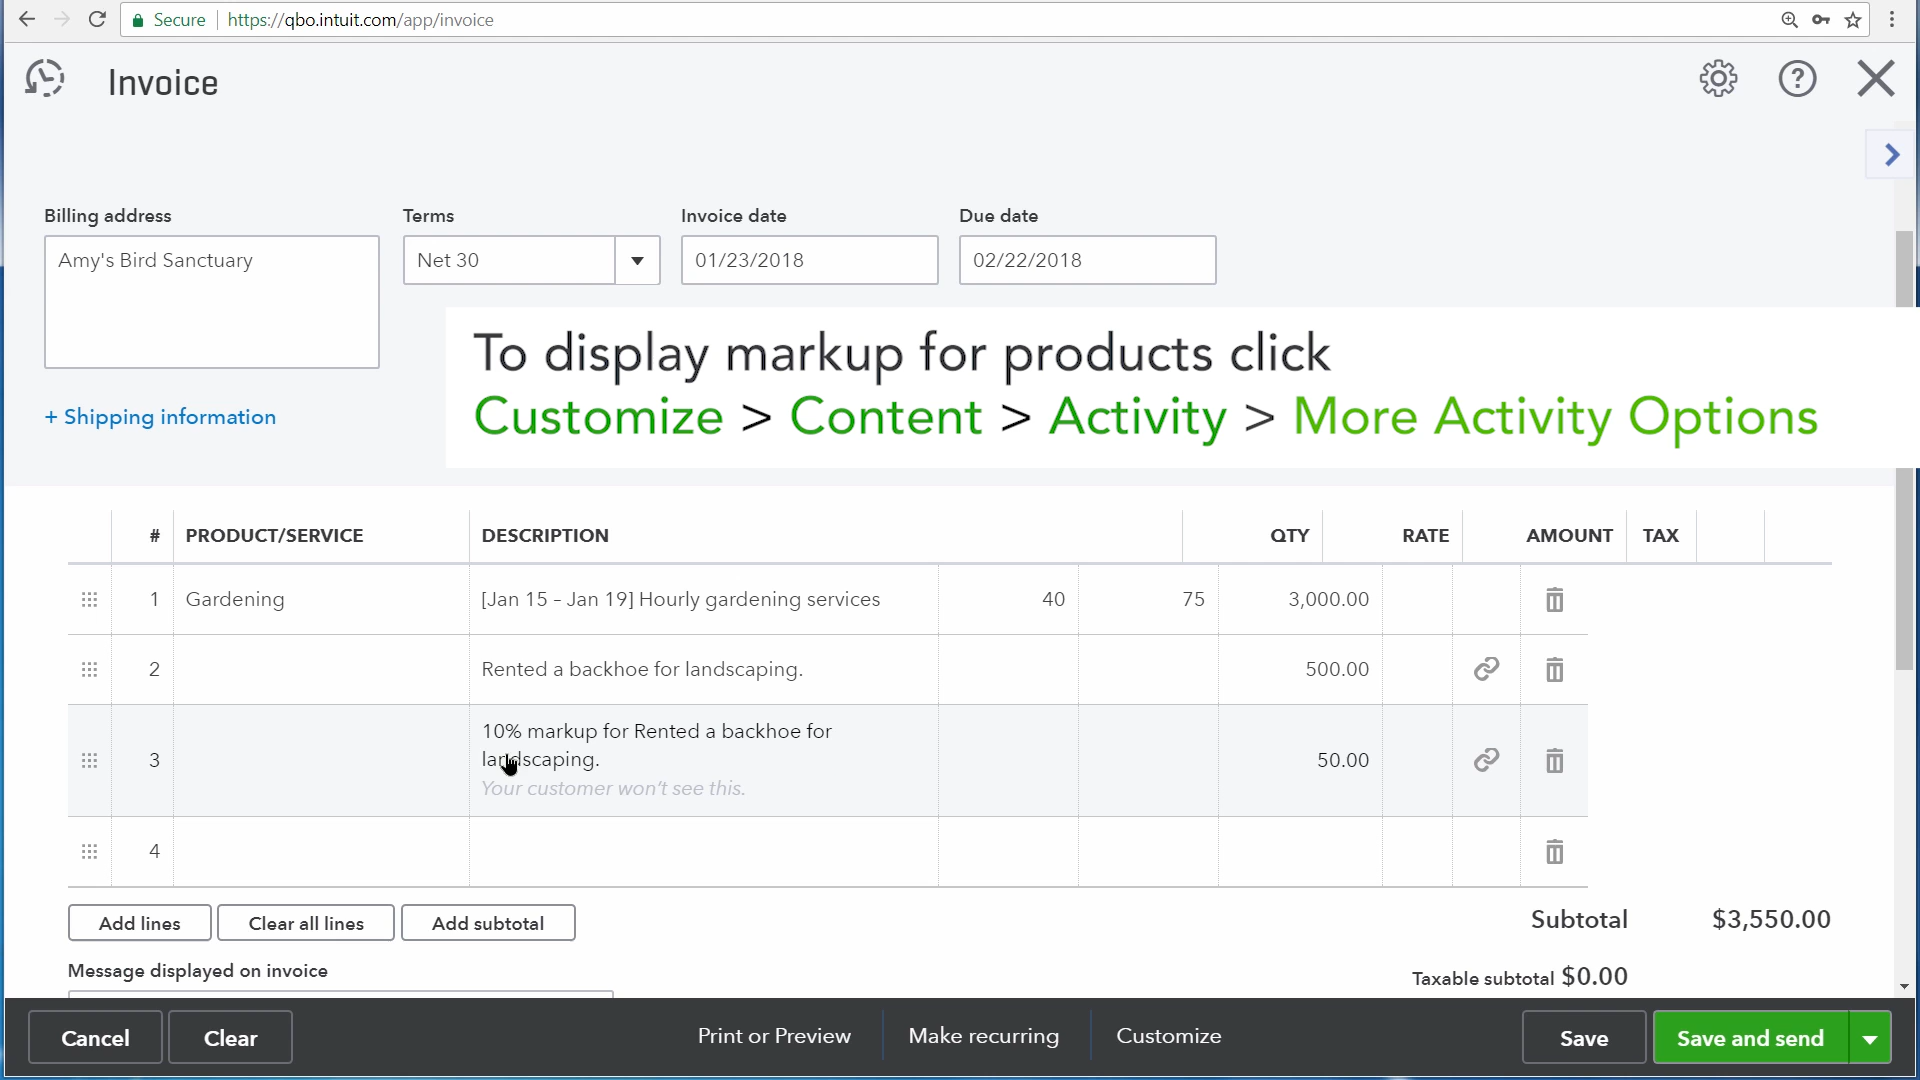 Secure https://qbo.intuit.com/app/invoice
Invoice
Billing address Terms Invoice date Due date
Amy's Bird Sanctuary Net 30 01/23/2018 02/22/2018
To display markup for products click
Customize > Content > Activity > More Activity Options
+ Shipping information
# PRODUCT/SERVICE DESCRIPTION QTY RATE AMOUNT TAX
1 Gardening [Jan 15 – Jan 19] Hourly gardening services 40 75 3,000.00
2 Rented a backhoe for landscaping. 500.00
10% markup for Rented a backhoe for
3 landscaping. 50.00
Your customer won't see this.
4
Add lines Clear all lines Add subtotal Subtotal $3,550.00
Message displayed on invoice
Taxable subtotal $0.00
Cancel Clear Print or Preview Make recurring Customize Save Save and send